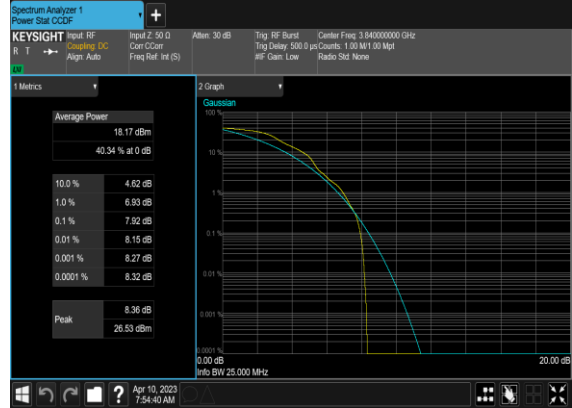 Spectrum Analyzer 1
Power Stat CCDF
+
KEYSIGHT
R T
LXI
Input: RF
Coupling: DC
Align: Auto
Input Z: 50 Ω
Corr CCorr
Freq Ref: Int (S)
Atten: 30 dB
Trig: RF Burst
Trig Delay: 500.0 µs
#IF Gain: Low
Center Freq: 3.840000000 GHz
Counts: 1.00 M/1.00 Mpt
Radio Std: None
1 Metrics
Average Power
18.17 dBm
40.34 % at 0 dB
10.0 % 4.62 dB
1.0 % 6.93 dB
0.1 % 7.92 dB
0.01 % 8.15 dB
0.001 % 8.27 dB
0.0001 % 8.32 dB
Peak
8.36 dB
26.53 dBm
2 Graph
Gaussian
100 %
10 %
1 %
0.1 %
0.01 %
0.001 %
0.0001 %
0.00 dB
20.00 dB
Info BW 25.000 MHz
?
Apr 10, 2023
7:54:40 AM